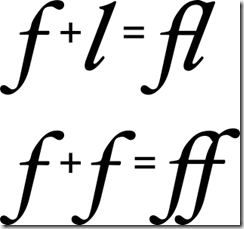 f + l = fl
f + f = ff